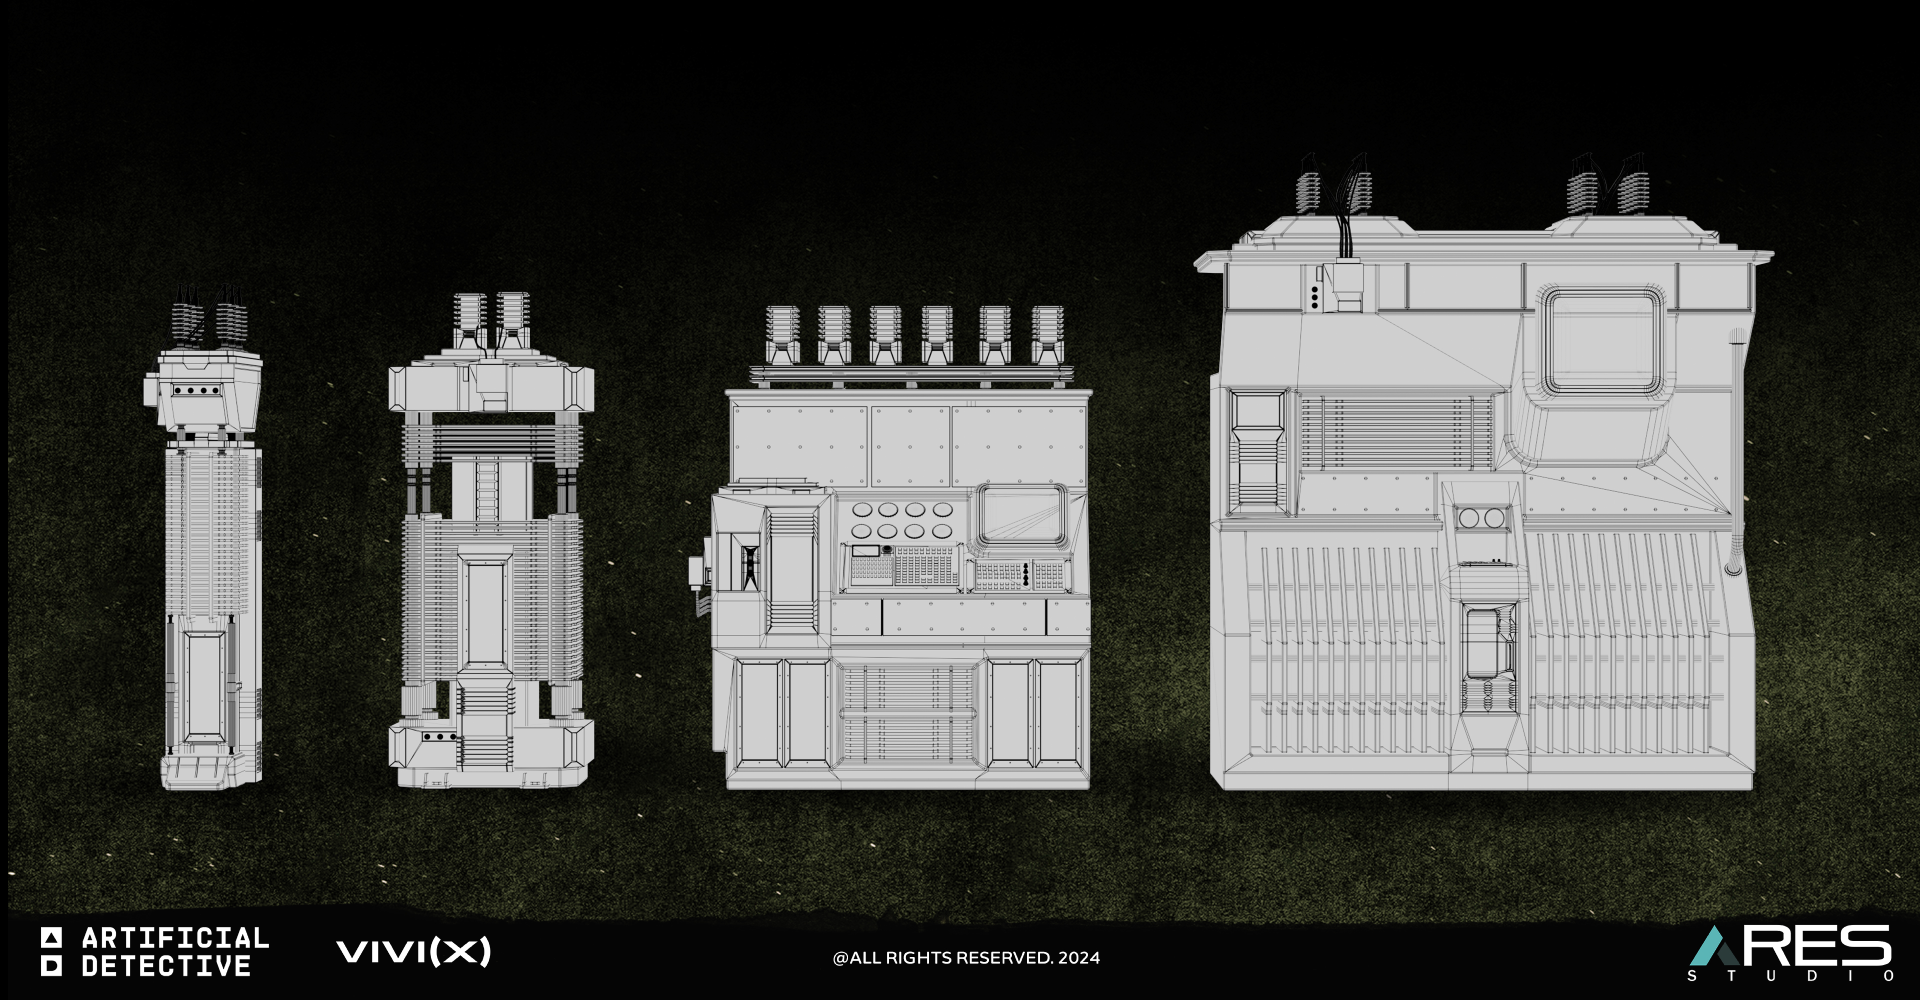 ARTIFICIAL
DETECTIVE
VIVI(X)
@ALL RIGHTS RESERVED. 2024
ARES
STUDIO